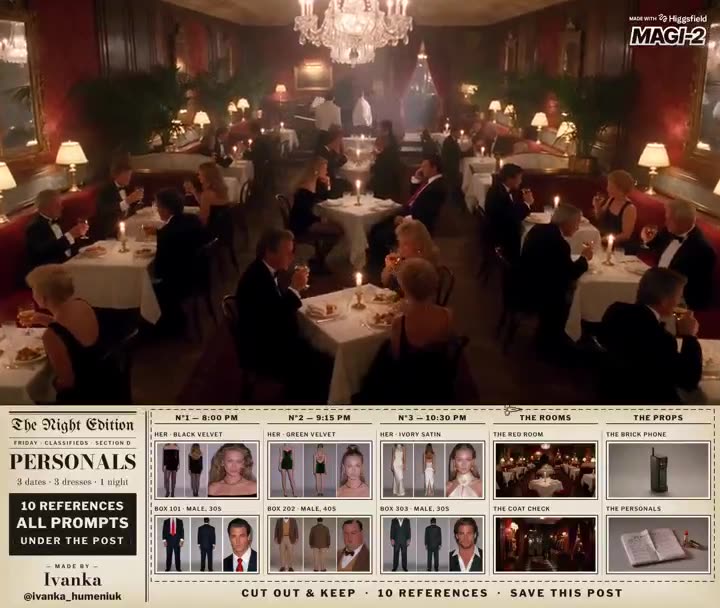 MADE WITH Higgsfield
MAGI-2
The Night Edition
FRIDAY · CLASSIFIEDS · SECTION D
PERSONALS
3 dates · 3 dresses · 1 night
10 REFERENCES
ALL PROMPTS
UNDER THE POST
— MADE BY —
Ivanka
@ivanka_humeniuk
Nº1 — 8:00 PM
HER · BLACK VELVET
BOX 101 · MALE, 30S
Nº2 — 9:15 PM
HER · GREEN VELVET
BOX 202 · MALE, 40S
Nº3 — 10:30 PM
HER · IVORY SATIN
BOX 303 · MALE, 30S
THE ROOMS
THE RED ROOM
THE COAT CHECK
THE PROPS
THE BRICK PHONE
THE PERSONALS
CUT OUT & KEEP · 10 REFERENCES · SAVE THIS POST